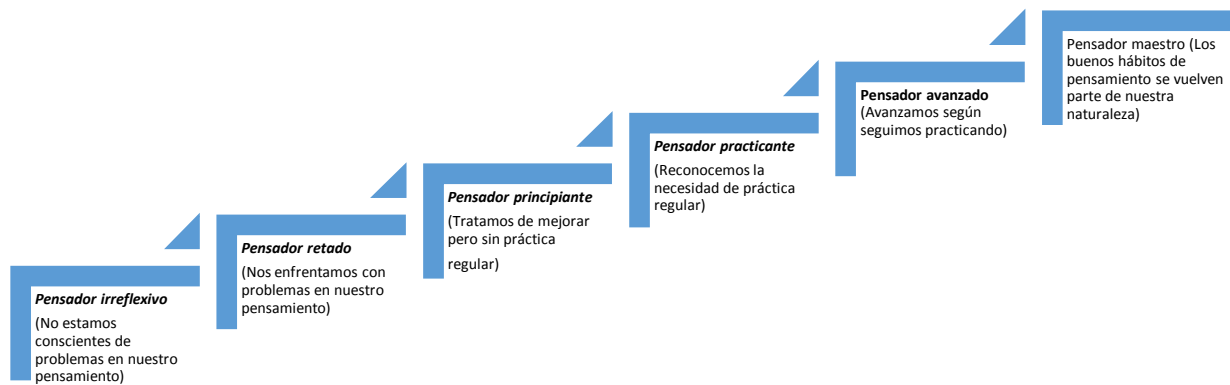 Pensador irreflexivo
(No estamos
conscientes de
problemas en nuestro
pensamiento)
Pensador retado
(Nos enfrentamos con
problemas en nuestro
pensamiento)
Pensador principiante
(Tratamos de mejorar
pero sin práctica
regular)
Pensador practicante
(Reconocemos la
necesidad de práctica
regular)
Pensador avanzado
(Avanzamos según
seguimos practicando)
Pensador maestro (Los
buenos hábitos de
pensamiento se vuelven
parte de nuestra
naturaleza)